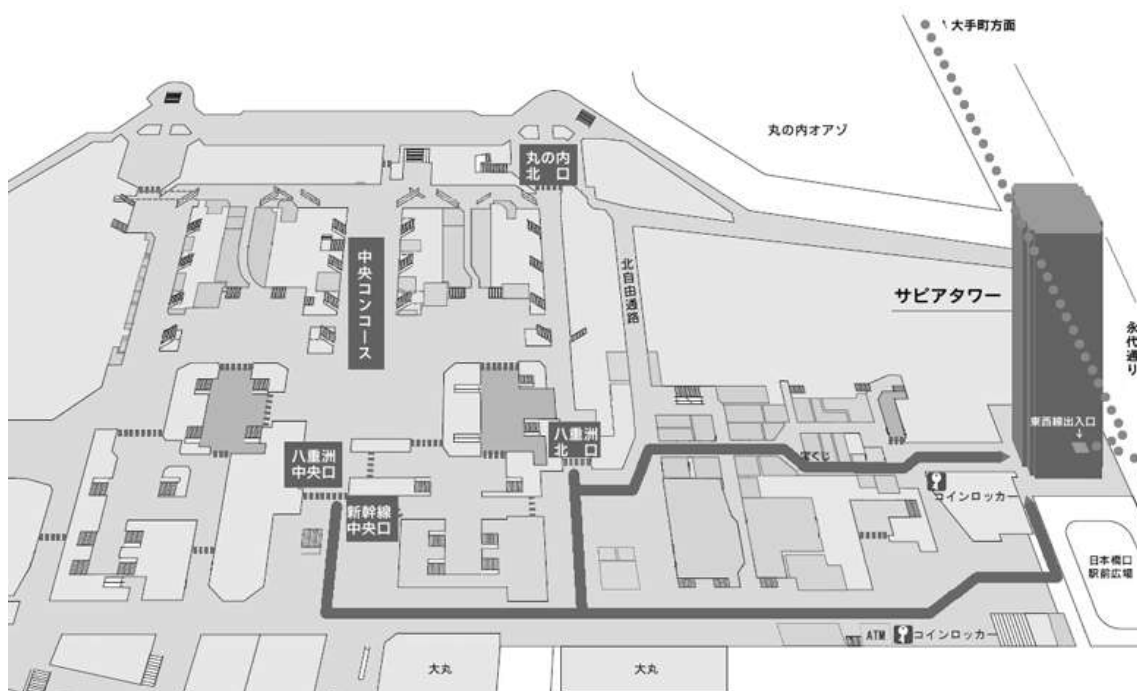 大手町方面
丸の内オアゾ
丸の内
北 口
北自由通路
中央コンコース
サピアタワー
永代通り
東西線出入口
八重洲
北 口
八重洲
中央口
宝くじ
コインロッカー
新幹線
中央口
日本橋口
駅前広場
ATM
コインロッカー
大丸
大丸